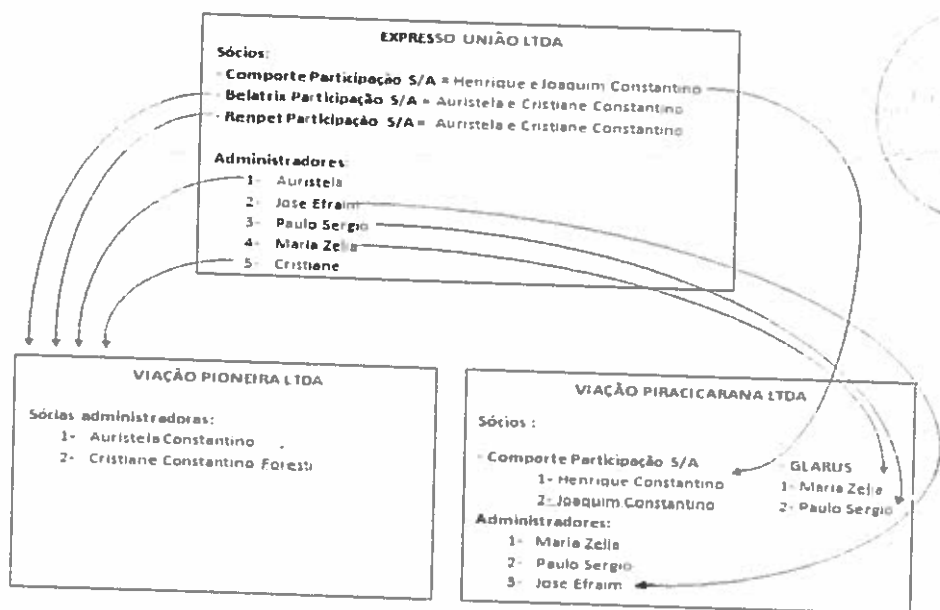 EXPRESSO UNIÃO LTDA
Sócios:
- Comporte Participação S/A = Henrique e Joaquim Constantino
- Belatrix Participação S/A = Auristela e Cristiane Constantino
- Renpet Participação S/A = Auristela e Cristiane Constantino
Administradores:
1- Auristela
2- Jose Efraim
3- Paulo Sergio
4- Maria Zelia
5- Cristiane
VIAÇÃO PIONEIRA LTDA
Sócias administradoras:
1- Auristela Constantino
2- Cristiane Constantino Foresti
VIAÇÃO PIRACICARANA LTDA
Sócios :
- Comporte Participação S/A
1- Henrique Constantino
2- Joaquim Constantino
- GLARUS
1- Maria Zelia
2- Paulo Sergio
Administradores:
1- Maria Zelia
2- Paulo Sergio
3- Jose Efraim